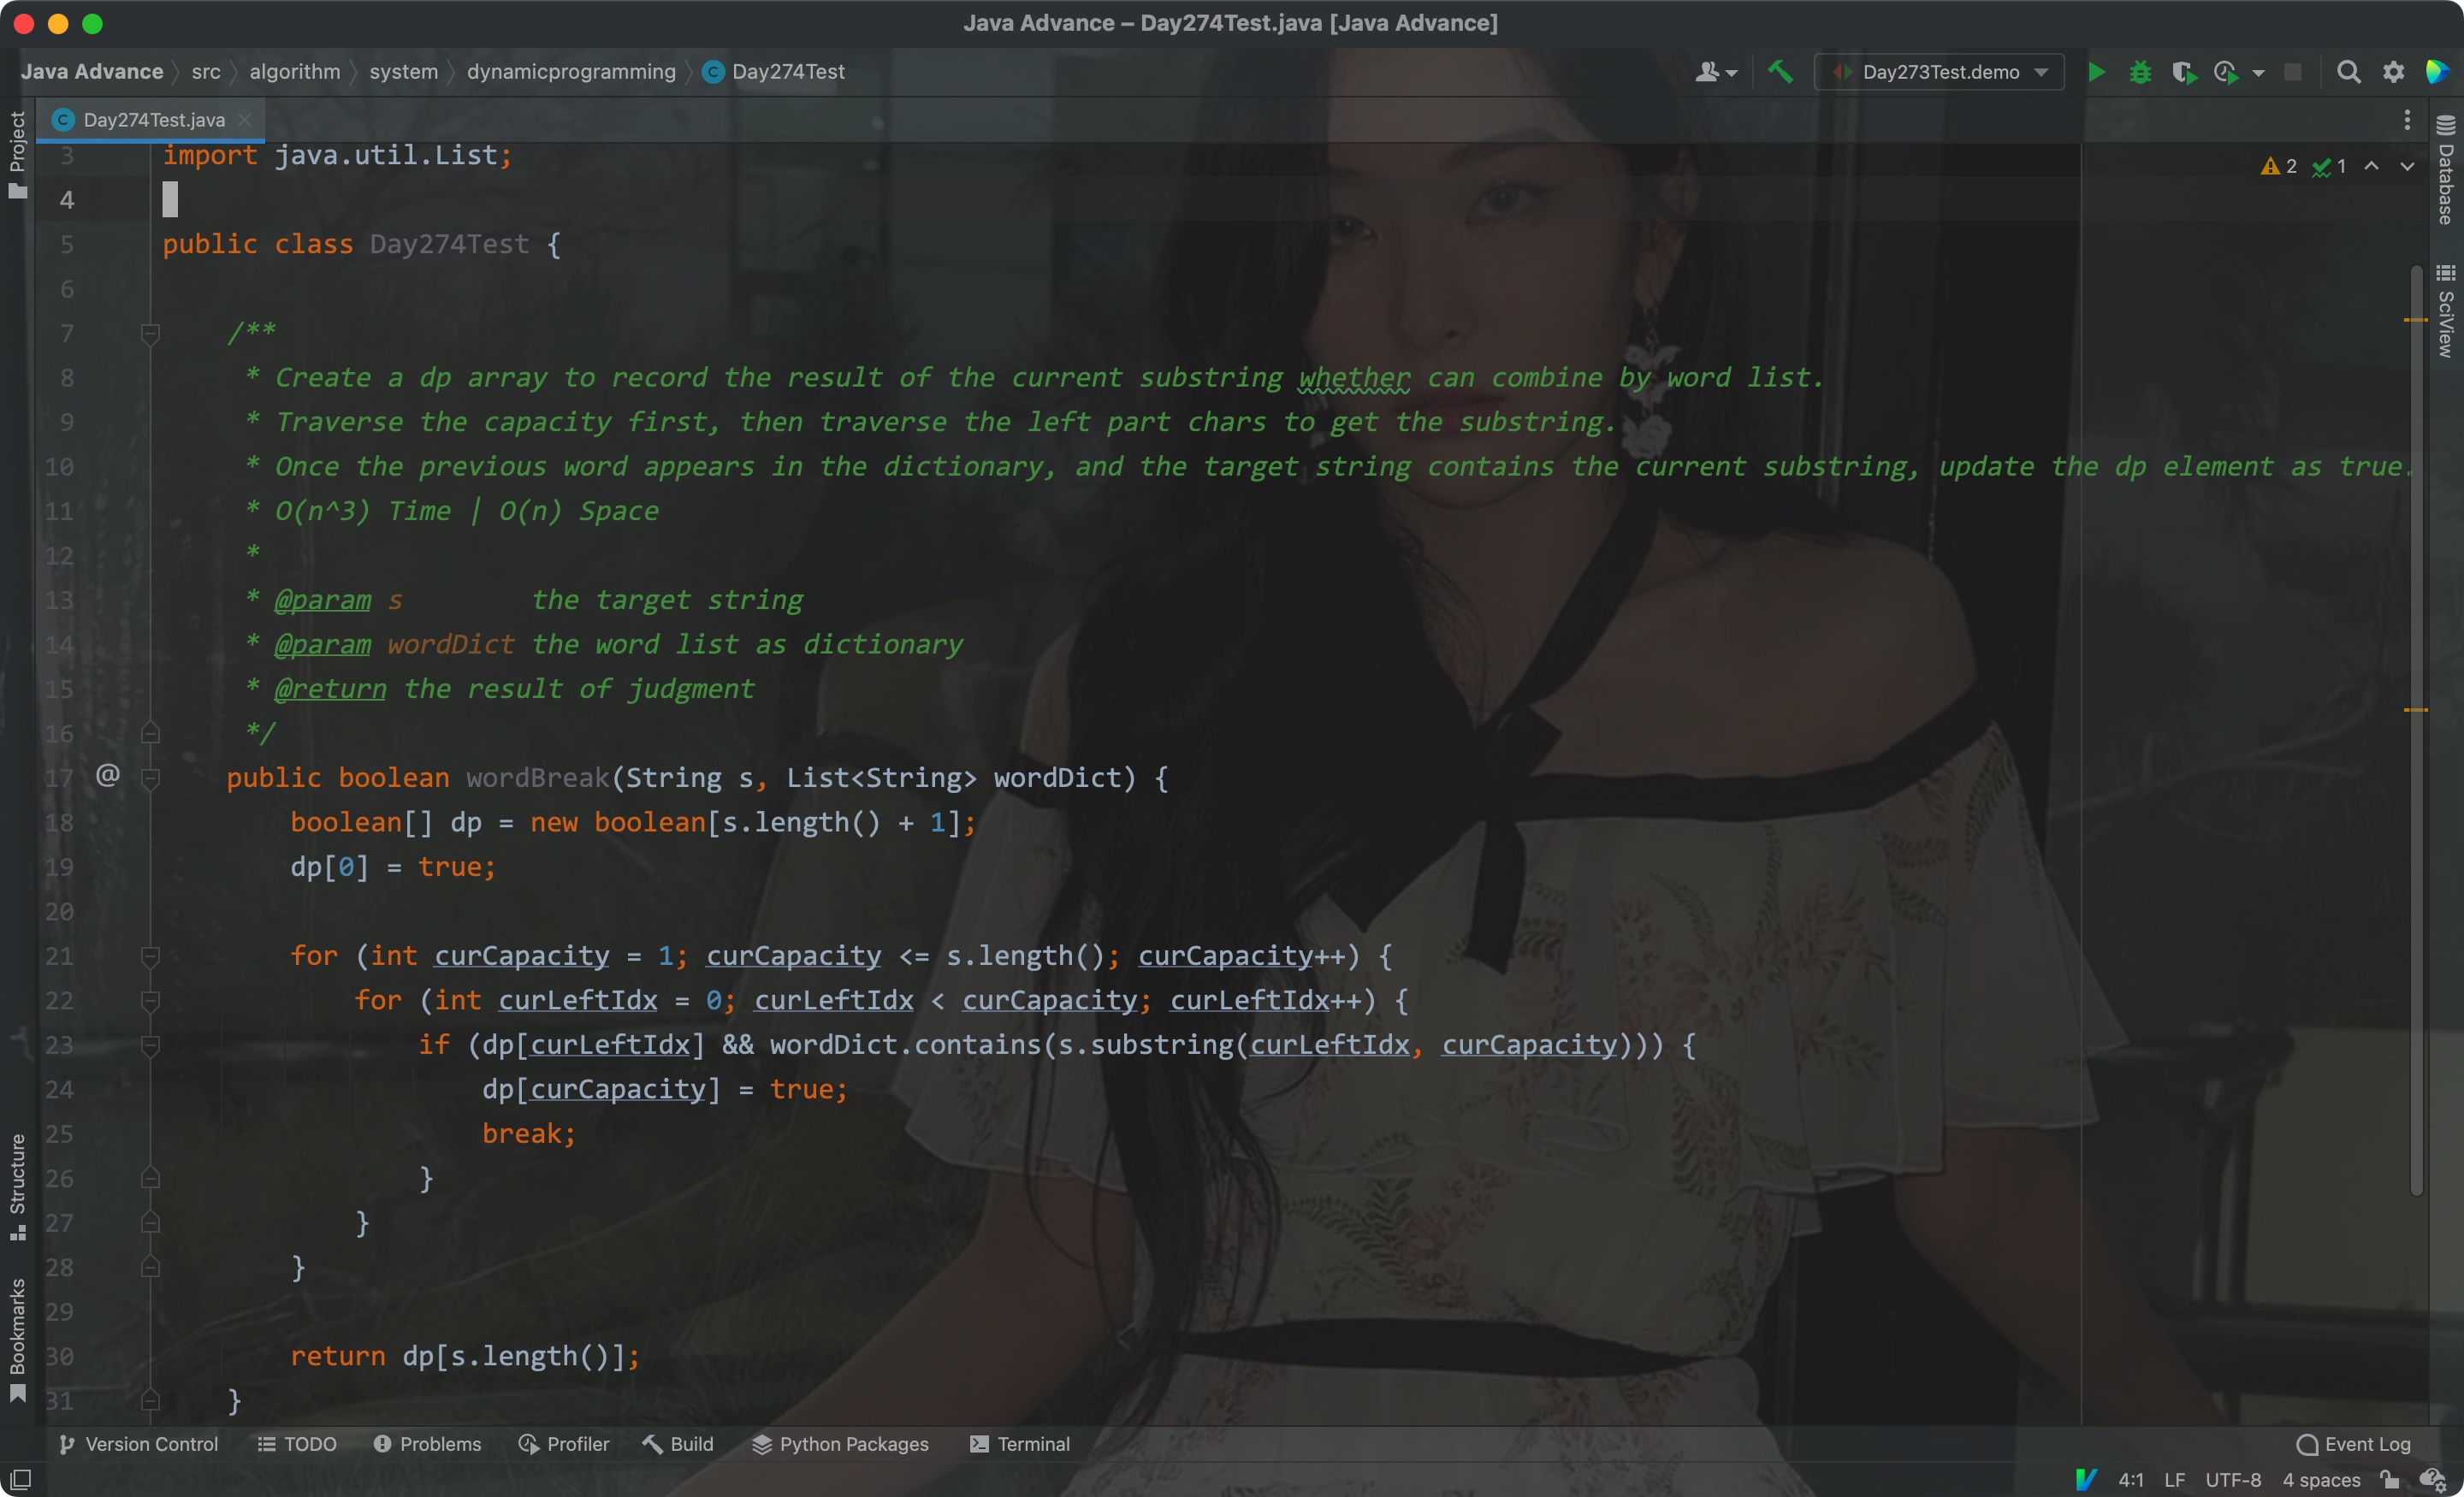 Java Advance – Day274Test.java [Java Advance]
Java Advance src algorithm system dynamicprogramming Day274Test
Day273Test.demo
Day274Test.java
2 1
Project
Database
SciView
3 import java.util.List;
4
5 public class Day274Test {
6
7 /**
8 * Create a dp array to record the result of the current substring whether can combine by word list.
9 * Traverse the capacity first, then traverse the left part chars to get the substring.
10 * Once the previous word appears in the dictionary, and the target string contains the current substring, update the dp element as true.
11 * O(n^3) Time | O(n) Space
12 *
13 * @param s the target string
14 * @param wordDict the word list as dictionary
15 * @return the result of judgment
16 */
17 @ public boolean wordBreak(String s, List<String> wordDict) {
18 boolean[] dp = new boolean[s.length() + 1];
19 dp[0] = true;
20
21 for (int curCapacity = 1; curCapacity <= s.length(); curCapacity++) {
22 for (int curLeftIdx = 0; curLeftIdx < curCapacity; curLeftIdx++) {
23 if (dp[curLeftIdx] && wordDict.contains(s.substring(curLeftIdx, curCapacity))) {
24 dp[curCapacity] = true;
25 break;
26 }
27 }
28 }
29
30 return dp[s.length()];
31 }
Structure
Bookmarks
Version Control TODO Problems Profiler Build Python Packages Terminal Event Log
4:1 LF UTF-8 4 spaces